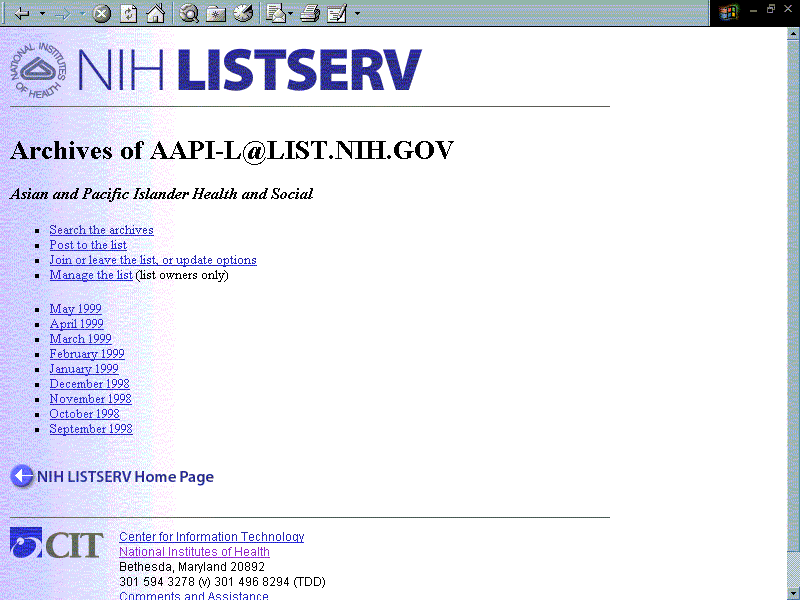 NATIONAL INSTITUTES
OF HEALTH
NIH LISTSERV
Archives of AAPI-L@LIST.NIH.GOV
Asian and Pacific Islander Health and Social
Search the archives
Post to the list
Join or leave the list, or update options
Manage the list (list owners only)
May 1999
April 1999
March 1999
February 1999
January 1999
December 1998
November 1998
October 1998
September 1998
NIH LISTSERV Home Page
CIT
Center for Information Technology
National Institutes of Health
Bethesda, Maryland 20892
301 594 3278 (v) 301 496 8294 (TDD)
Comments and Assistance